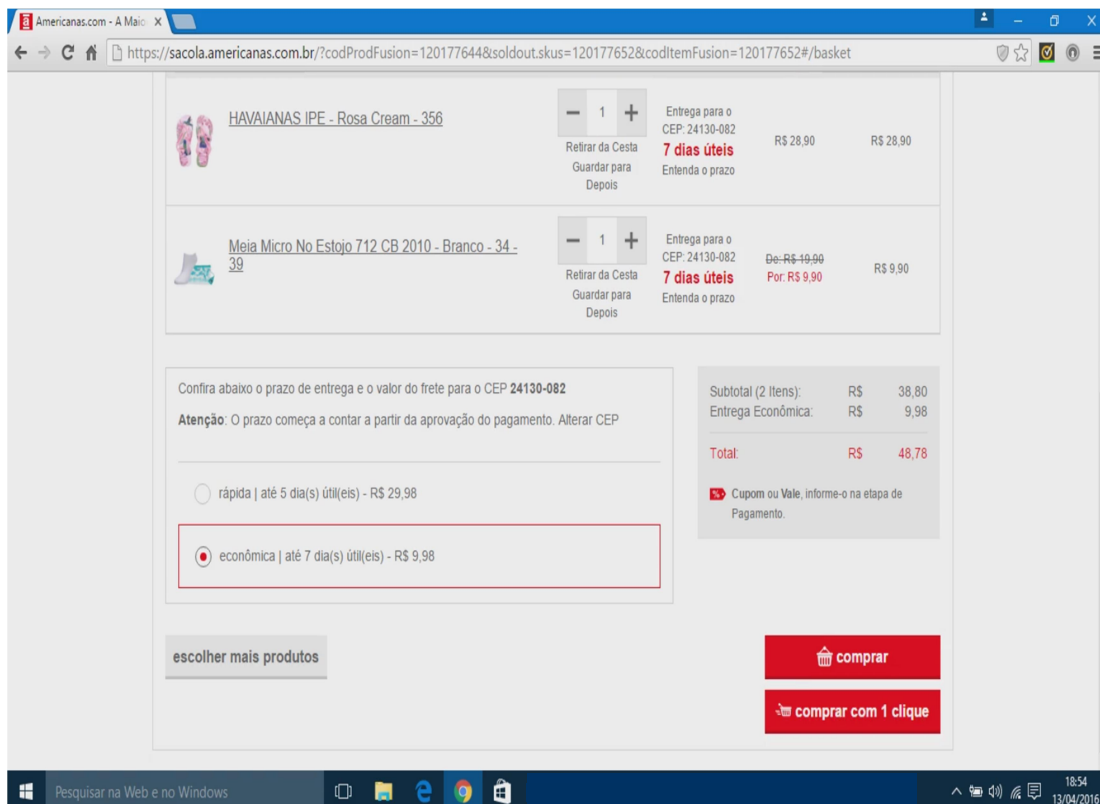 Americanas.com - A Maio
https://sacola.americanas.com.br/?codProdFusion=120177644&soldout.skus=120177652&codItemFusion=120177652#/basket
HAVAIANAS IPE - Rosa Cream - 356
1
Retirar da Cesta
Guardar para
Depois
Entrega para o
CEP: 24130-082
7 dias úteis
Entenda o prazo
R$ 28,90
R$ 28,90
Meia Micro No Estojo 712 CB 2010 - Branco - 34 -
39
1
Retirar da Cesta
Guardar para
Depois
Entrega para o
CEP: 24130-082
7 dias úteis
Entenda o prazo
De: R$ 19,90
Por: R$ 9,90
R$ 9,90
Confira abaixo o prazo de entrega e o valor do frete para o CEP 24130-082
Atenção: O prazo começa a contar a partir da aprovação do pagamento. Alterar CEP
rápida | até 5 dia(s) útil(eis) - R$ 29,98
econômica | até 7 dia(s) útil(eis) - R$ 9,98
Subtotal (2 Itens): R$ 38,80
Entrega Econômica: R$ 9,98
Total: R$ 48,78
Cupom ou Vale, informe-o na etapa de
Pagamento.
escolher mais produtos
comprar
comprar com 1 clique
Pesquisar na Web e no Windows
18:54
13/04/2016